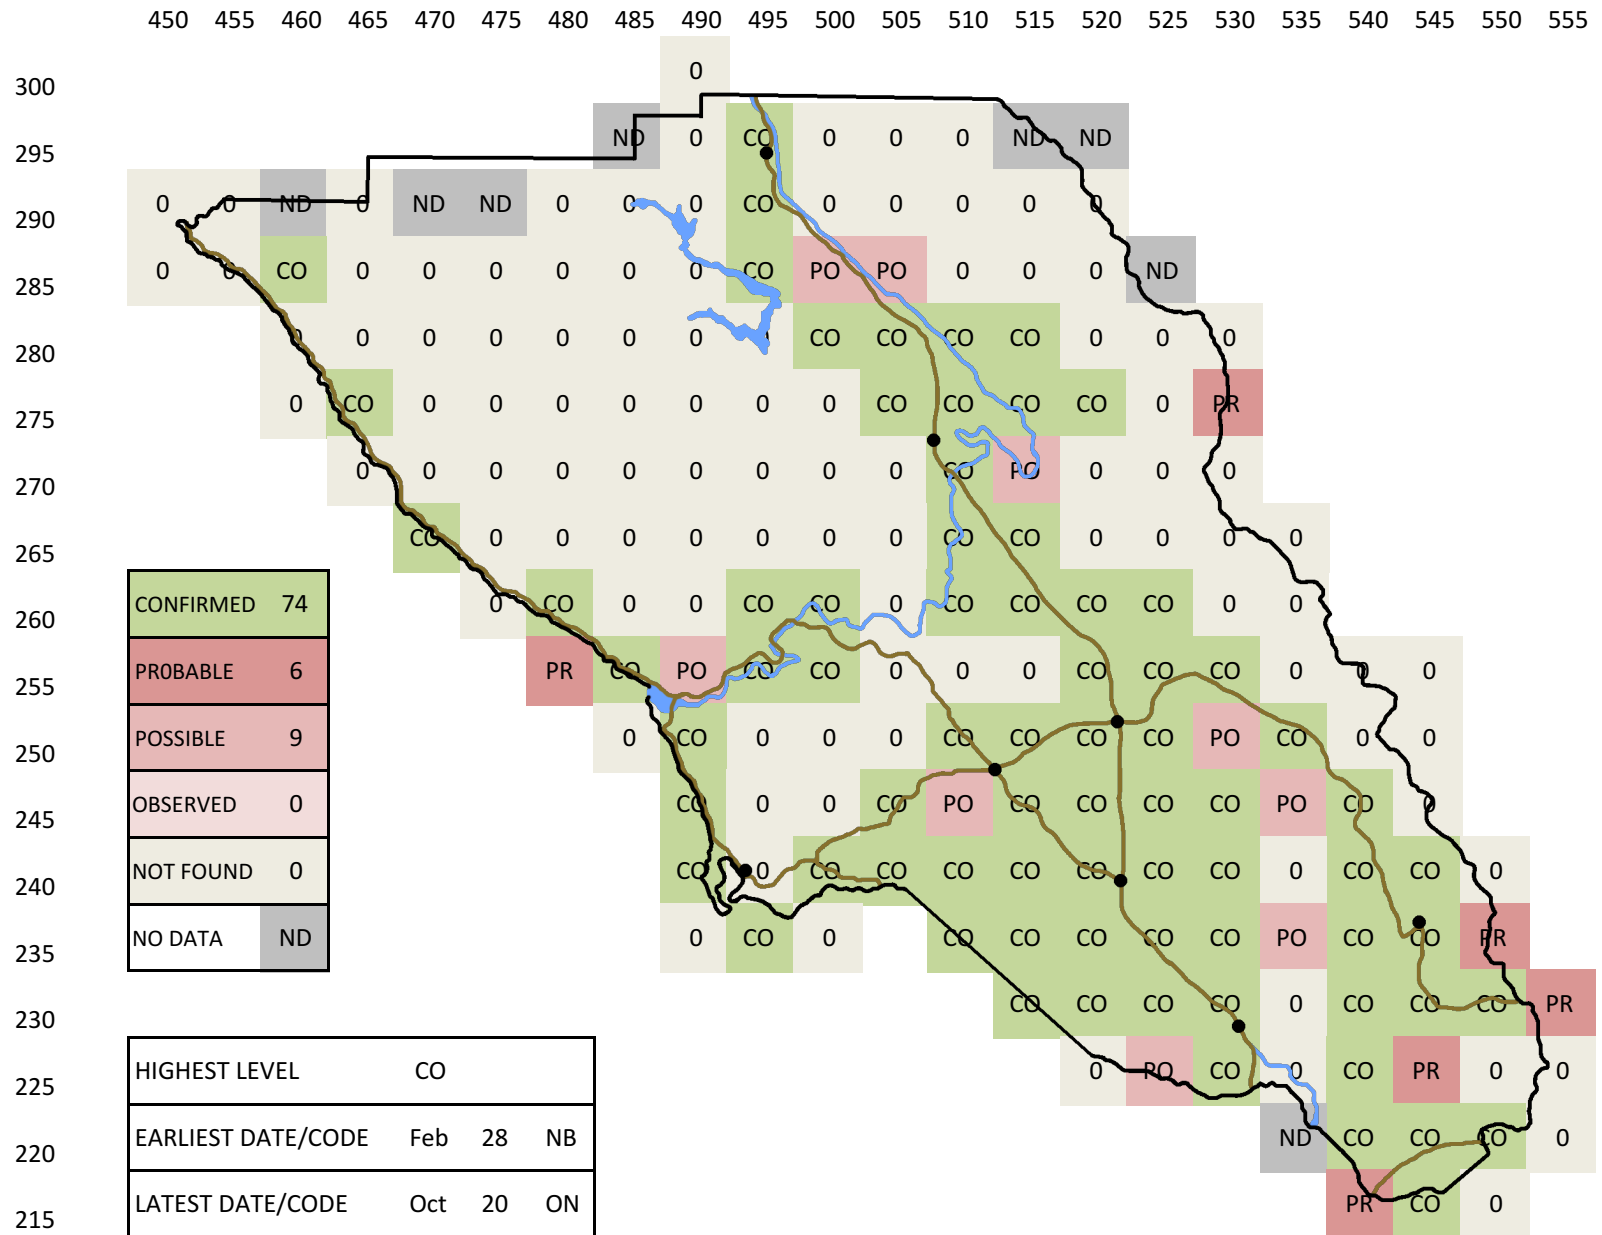 450 455 460 465 470 475 480 485 490 495 500 505 510 515 520 525 530 535 540 545 550 555
300 0
295 ND 0 CO 0 0 0 ND ND
290 0 0 ND 0 ND ND 0 0 0 CO 0 0 0 0 0
285 0 0 CO 0 0 0 0 0 0 CO PO PO 0 0 0 ND
280 0 0 0 0 0 0 0 0 CO CO CO CO 0 0 0
275 0 CO 0 0 0 0 0 0 0 CO CO CO CO 0 PR
270 0 0 0 0 0 0 0 0 0 CO PO 0 0 0
265 CO 0 0 0 0 0 0 0 CO CO 0 0 0 0
260 CONFIRMED 74 0 CO 0 0 CO CO 0 CO CO CO CO 0 0
255 PR0BABLE 6 PR CO PO CO CO 0 0 0 CO CO CO 0 0 0
250 POSSIBLE 9 0 CO 0 0 0 CO CO CO CO PO CO 0 0
245 OBSERVED 0 CO 0 0 CO PO CO CO CO CO PO CO 0
240 NOT FOUND 0 CO 0 CO CO CO CO CO CO CO 0 CO CO 0
235 NO DATA ND 0 CO 0 CO CO CO CO CO PO CO CO PR
230 CO CO CO CO 0 CO CO CO PR
225 HIGHEST LEVEL CO 0 PO CO 0 CO PR 0 0
220 EARLIEST DATE/CODE Feb 28 NB ND CO CO CO 0
215 LATEST DATE/CODE Oct 20 ON PR CO 0